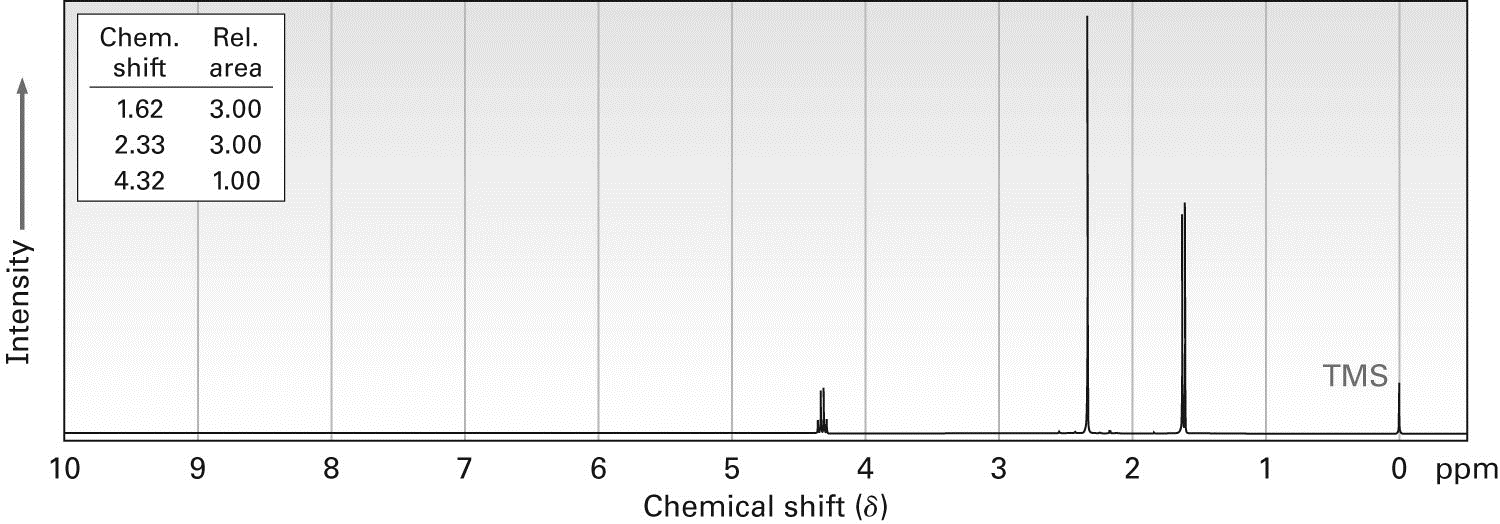 Chem. shift Rel. area
1.62 3.00
2.33 3.00
4.32 1.00
Intensity
TMS
10 9 8 7 6 5 4 3 2 1 0 ppm
Chemical shift (δ)